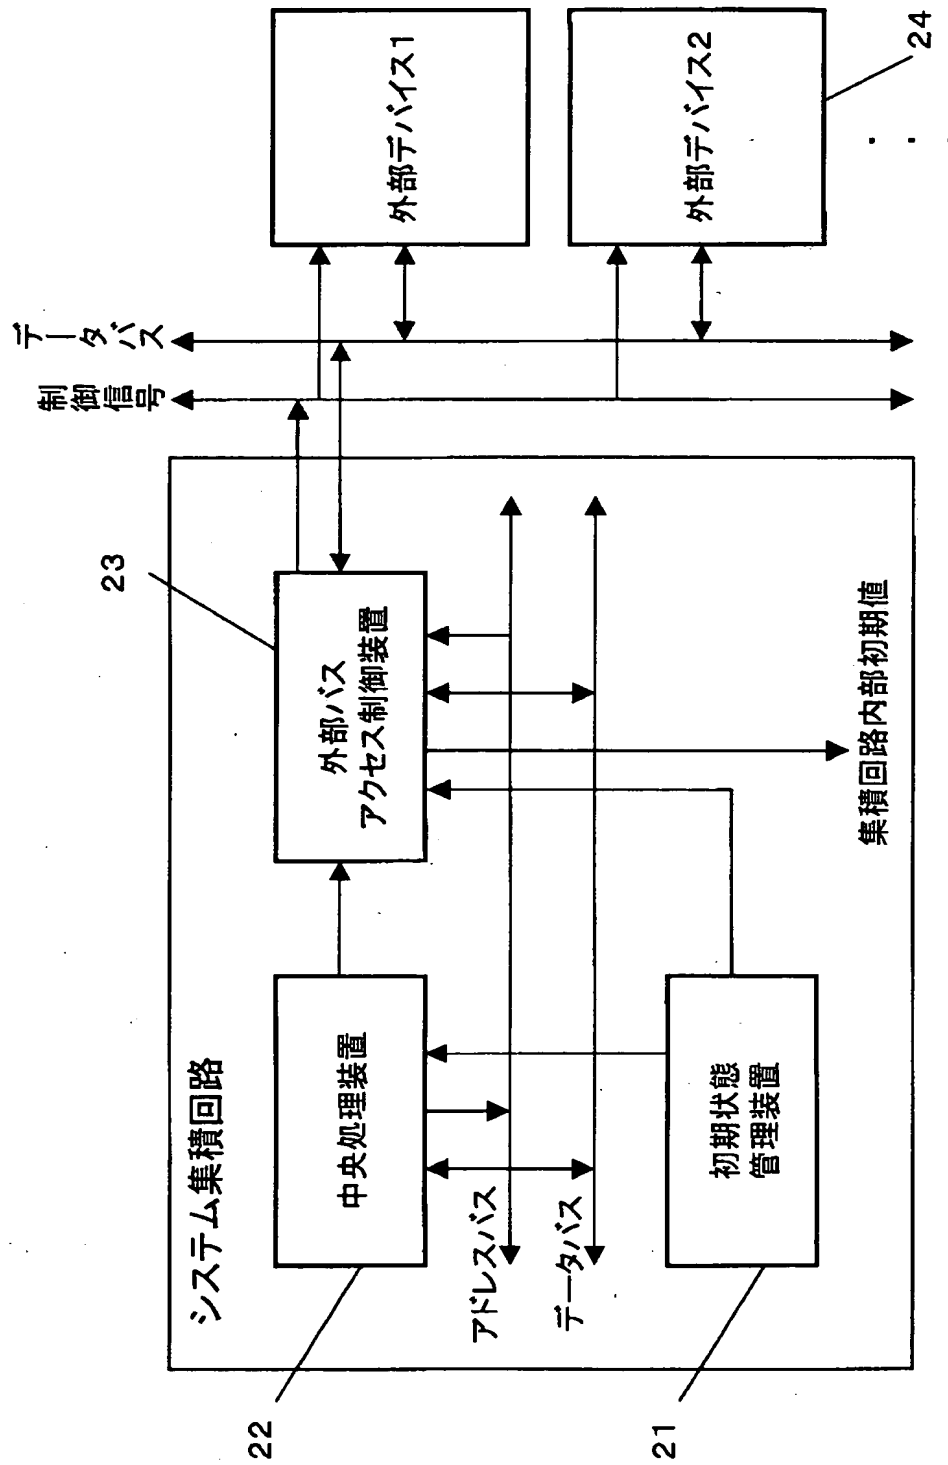 システム集積回路
22
中央処理装置
23
外部バス
アクセス制御装置
アドレスバス
データバス
21
初期状態
管理装置
集積回路内部初期値
制御信号
データバス
外部デバイス1
外部デバイス2
24